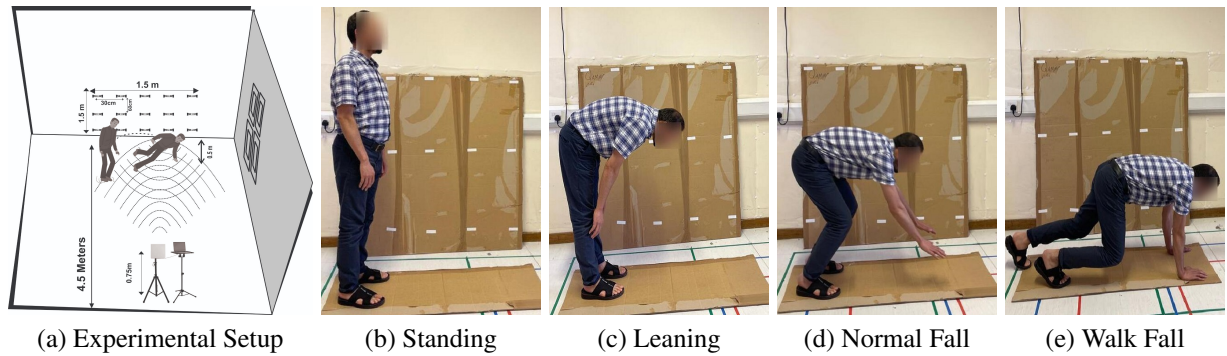 1.5 m
30cm
60cm
1.5 m
0.5 m
4.5 Meters
0.75m
(a) Experimental Setup
(b) Standing
(c) Leaning
(d) Normal Fall
(e) Walk Fall